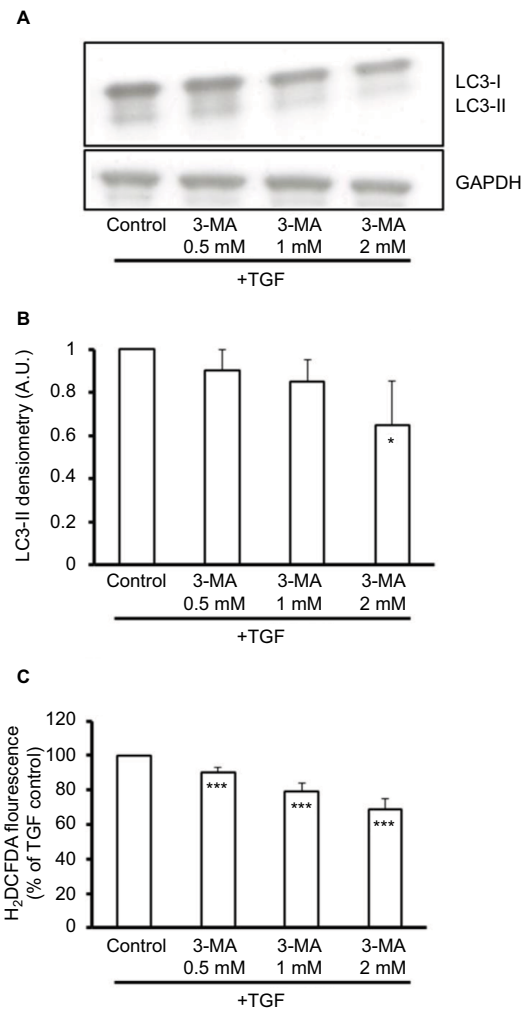 A
LC3-I
LC3-II
GAPDH
Control 3-MA 3-MA 3-MA
0.5 mM 1 mM 2 mM
+TGF
B
LC3-II densiometry (A.U.)
1
0.8
0.6
0.4
0.2
0
*
Control 3-MA 3-MA 3-MA
0.5 mM 1 mM 2 mM
+TGF
C
H₂DCFDA flourescence
(% of TGF control)
120
100
80
60
40
20
0
*** *** ***
Control 3-MA 3-MA 3-MA
0.5 mM 1 mM 2 mM
+TGF